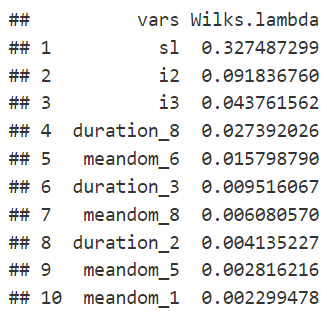 ##           vars Wilks.lambda
## 1           sl  0.327487299
## 2           i2  0.091836760
## 3           i3  0.043761562
## 4   duration_8  0.027392026
## 5    meandom_6  0.015798790
## 6   duration_3  0.009516067
## 7    meandom_8  0.006080570
## 8   duration_2  0.004135227
## 9    meandom_5  0.002816216
## 10   meandom_1  0.002299478